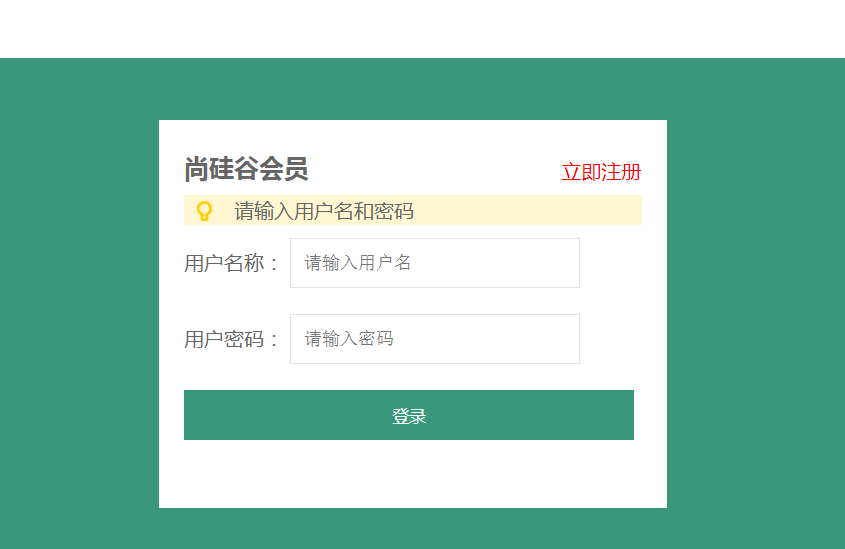 尚硅谷会员 立即注册
请输入用户名和密码
用户名称： 请输入用户名
用户密码： 请输入密码
登录